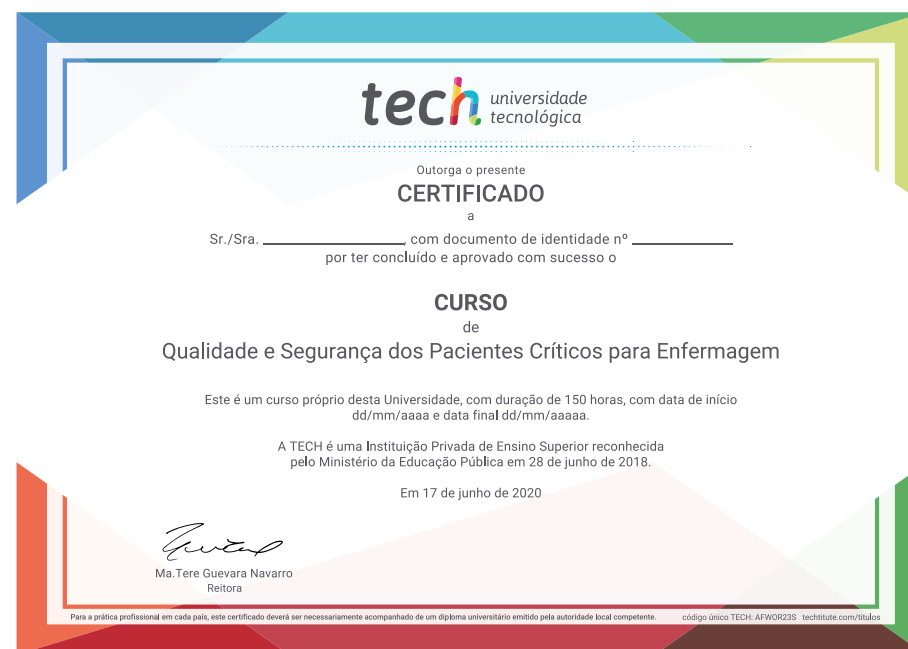 tech universidade
tecnológica
Outorga o presente
CERTIFICADO
a
Sr./Sra. ____________________, com documento de identidade nº ______________
por ter concluído e aprovado com sucesso o
CURSO
de
Qualidade e Segurança dos Pacientes Críticos para Enfermagem
Este é um curso próprio desta Universidade, com duração de 150 horas, com data de início
dd/mm/aaaa e data final dd/mm/aaaaa.
A TECH é uma Instituição Privada de Ensino Superior reconhecida
pelo Ministério da Educação Pública em 28 de junho de 2018.
Em 17 de junho de 2020
Ma.Tere Guevara Navarro
Reitora
Para a prática profissional em cada país, este certificado deverá ser necessariamente acompanhado de um diploma universitário emitido pela autoridade local competente. código único TECH: AFWOR23S techtitute.com/titulos